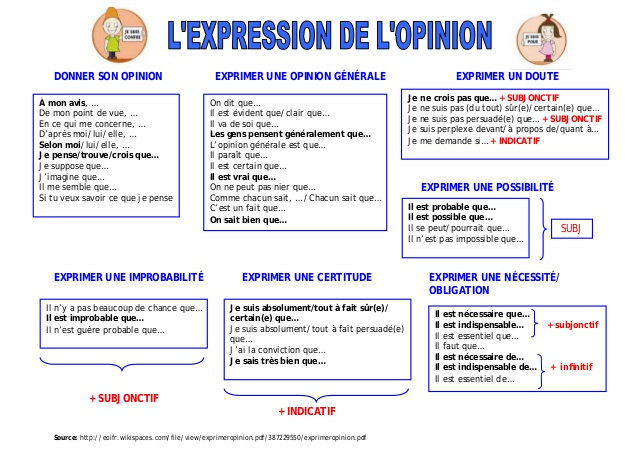 JE SUIS
CONTRE
L'EXPRESSION DE L'OPINION
JE SUIS
POUR
DONNER SON OPINION
À mon avis, ...
De mon point de vue, ...
En ce qui me concerne, ...
D'après moi/ lui/ elle, ...
Selon moi/ lui/ elle, ...
Je pense/trouve/crois que...
Je suppose que...
J'imagine que...
Il me semble que...
Si tu veux savoir ce que je pense
EXPRIMER UNE OPINION GÉNÉRALE
On dit que...
Il est évident que/ clair que...
Il va de soi que...
Les gens pensent généralement que...
L'opinion générale est que...
Il paraît que...
Il est certain que...
Il est vrai que...
On ne peut pas nier que...
Comme chacun sait, .../ Chacun sait que...
C'est un fait que...
On sait bien que...
EXPRIMER UN DOUTE
Je ne crois pas que... + SUBJONCTIF
Je ne suis pas (du tout) sûr(e)/ certain(e) que...
Je ne suis pas persuadé(e) que... + SUBJONCTIF
Je suis perplexe devant/ à propos de/ quant à...
Je me demande si...+ INDICATIF
EXPRIMER UNE POSSIBILITÉ
Il est probable que...
Il est possible que...
Il se peut/ pourrait que...
Il n'est pas impossible que...
SUBJ
EXPRIMER UNE IMPROBABILITÉ
Il n'y a pas beaucoup de chance que...
Il est improbable que...
Il n'est guère probable que...
+ SUBJONCTIF
EXPRIMER UNE CERTITUDE
Je suis absolument/tout à fait sûr(e)/
certain(e) que...
Je suis absolument/tout à fait persuadé(e)
que...
J'ai la conviction que...
Je sais très bien que...
+ INDICATIF
EXPRIMER UNE NÉCESSITÉ/
OBLIGATION
Il est nécessaire que...
Il est indispensable...
Il est essentiel que...
Il faut que...
+ subjonctif
Il est nécessaire de...
Il est indispensable de...
Il est essentiel de...
+ infinitif
Source: http://eoifr.wikispaces.com/file/view/exprimeropinion.pdf/387229550/exprimeropinion.pdf